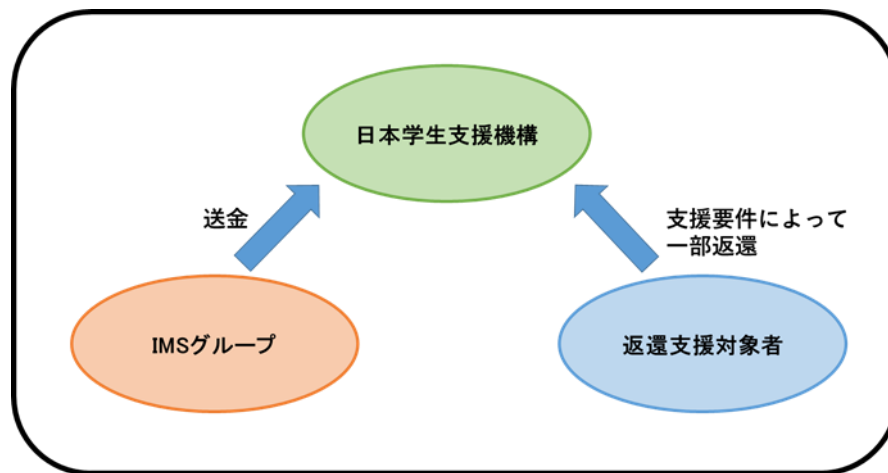 日本学生支援機構
送金
支援要件によって
一部返還
IMSグループ
返還支援対象者